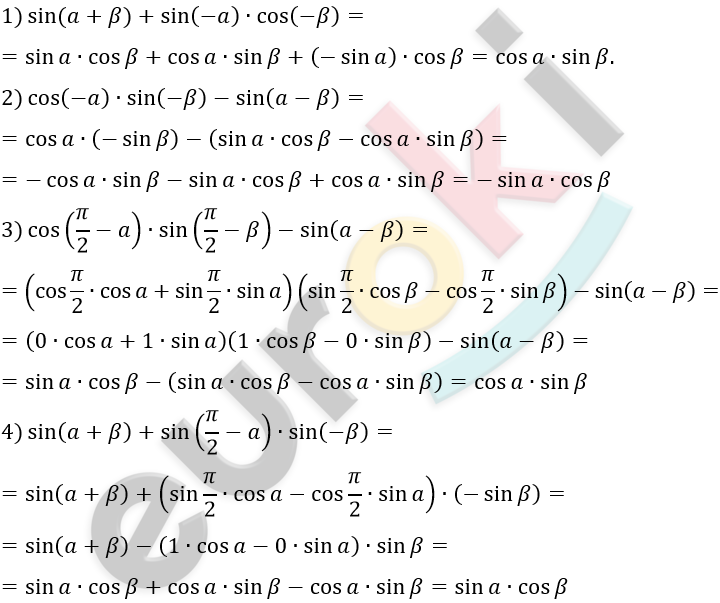 1) sin(a + β) + sin(−a) · cos(−β) =
= sin a · cos β + cos a · sin β + (− sin a) · cos β = cos a · sin β.
2) cos(−a) · sin(−β) − sin(a − β) =
= cos a · (− sin β) − (sin a · cos β − cos a · sin β) =
= − cos a · sin β − sin a · cos β + cos a · sin β = − sin a · cos β
3) cos(π/2 − a) · sin(π/2 − β) − sin(a − β) =
= (cos π/2 · cos a + sin π/2 · sin a)(sin π/2 · cos β − cos π/2 · sin β) − sin(a − β) =
= (0 · cos a + 1 · sin a)(1 · cos β − 0 · sin β) − sin(a − β) =
= sin a · cos β − (sin a · cos β − cos a · sin β) = cos a · sin β
4) sin(a + β) + sin(π/2 − a) · sin(−β) =
= sin(a + β) + (sin π/2 · cos a − cos π/2 · sin a) · (− sin β) =
= sin(a + β) − (1 · cos a − 0 · sin a) · sin β =
= sin a · cos β + cos a · sin β − cos a · sin β = sin a · cos β
euroki